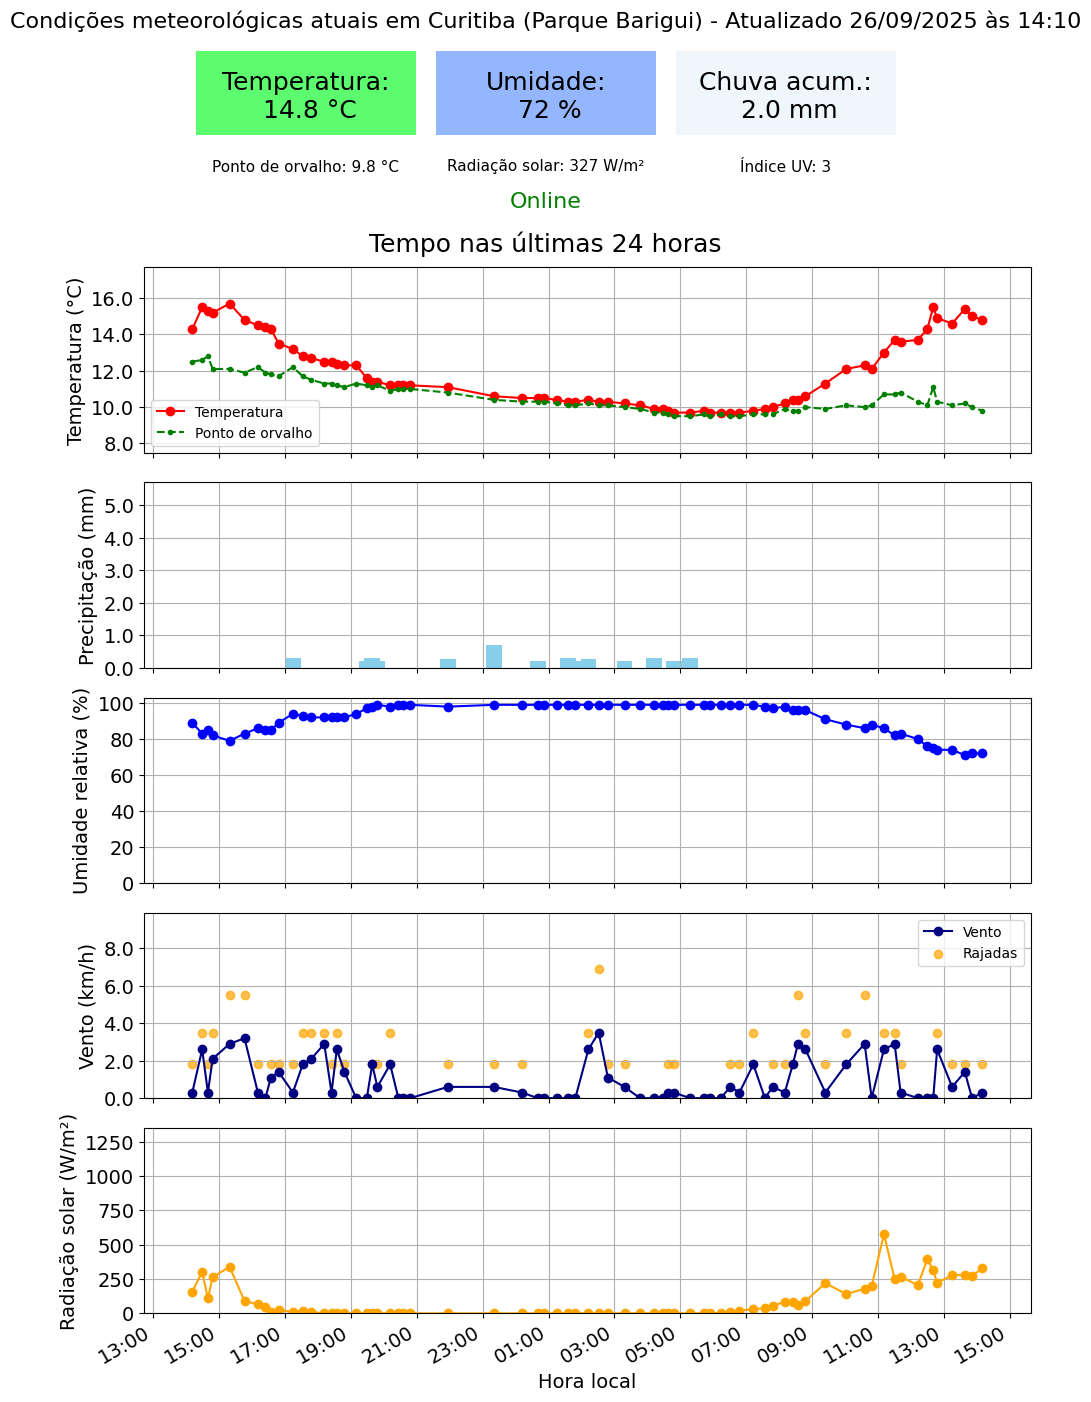 Condições meteorológicas atuais em Curitiba (Parque Barigui) - Atualizado 26/09/2025 às 14:10
Temperatura:
14.8 °C
Umidade:
72 %
Chuva acum.:
2.0 mm
Ponto de orvalho: 9.8 °C
Radiação solar: 327 W/m²
Índice UV: 3
Online
Tempo nas últimas 24 horas
Temperatura (°C)
16.0
14.0
12.0
10.0
8.0
Temperatura
Ponto de orvalho
Precipitação (mm)
5.0
4.0
3.0
2.0
1.0
0.0
Umidade relativa (%)
100
80
60
40
20
0
Vento (km/h)
8.0
6.0
4.0
2.0
0.0
Vento
Rajadas
Radiação solar (W/m²)
1250
1000
750
500
250
0
13:00
15:00
17:00
19:00
21:00
23:00
01:00
03:00
05:00
07:00
09:00
11:00
13:00
15:00
Hora local